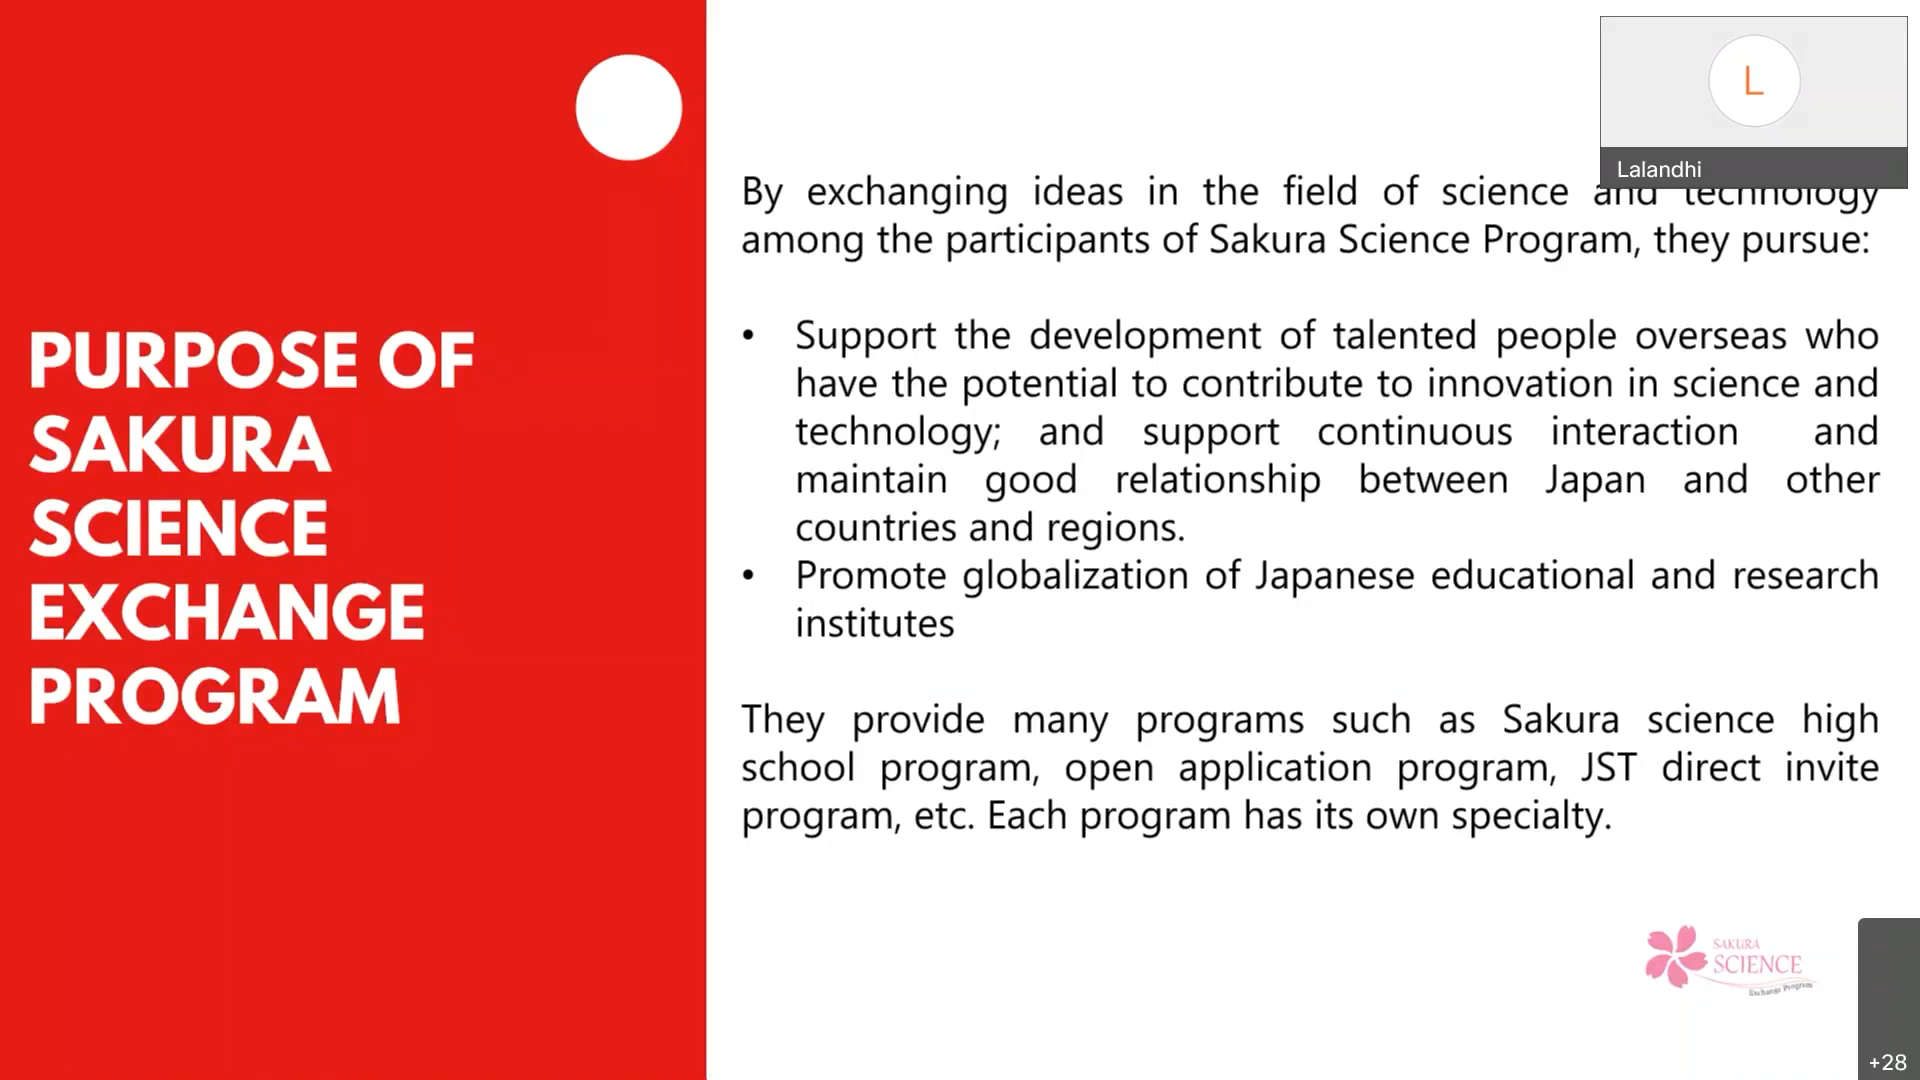 PURPOSE OF
SAKURA
SCIENCE
EXCHANGE
PROGRAM
L
Lalandhi
By exchanging ideas in the field of science and technology
among the participants of Sakura Science Program, they pursue:
• Support the development of talented people overseas who
have the potential to contribute to innovation in science and
technology; and support continuous interaction and
maintain good relationship between Japan and other
countries and regions.
• Promote globalization of Japanese educational and research
institutes
They provide many programs such as Sakura science high
school program, open application program, JST direct invite
program, etc. Each program has its own specialty.
SAKURA
SCIENCE
Exchange Program
+28